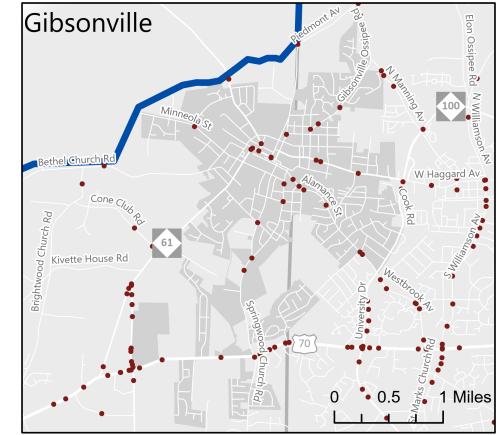 Gibsonville
Piedmont Av
Gibsonville Ossipee Rd
Elon Ossipee Rd
N Manning Av
N Williamson Av
100
Minneola St
Bethel Church Rd
W Haggard Av
Alamance St
Cone Club Rd
Cook Rd
Brightwood Church Rd
61
Kivette House Rd
S Williamson Av
Westbrook Av
University Dr
Springwood Church Rd
70
St Marks Church Rd
0 0.5 1 Miles